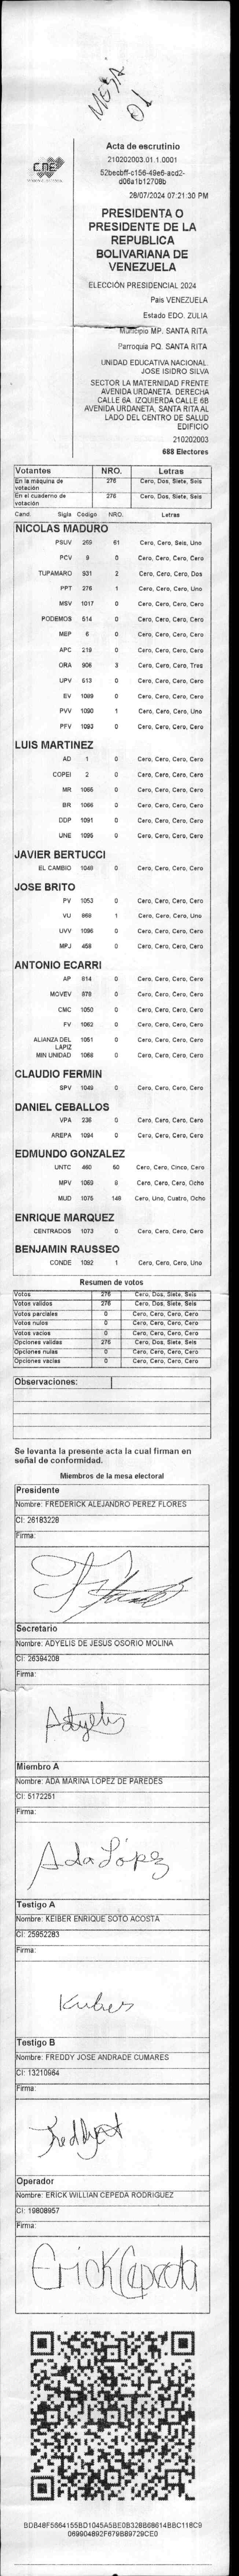 MESA
01
CNE
Acta de escrutinio
210202003.01.1.0001
52becbff-c156-49e6-acd2-
d06a1b12708b
28/07/2024 07:21:30 PM
PRESIDENTA O
PRESIDENTE DE LA
REPUBLICA
BOLIVARIANA DE
VENEZUELA
ELECCIÓN PRESIDENCIAL 2024
País VENEZUELA
Estado EDO. ZULIA
Municipio MP. SANTA RITA
Parroquia PQ. SANTA RITA
UNIDAD EDUCATIVA NACIONAL
JOSE ISIDRO SILVA
SECTOR LA MATERNIDAD FRENTE
AVENIDA URDANETA. DERECHA
CALLE 6A. IZQUIERDA CALLE 6B
AVENIDA URDANETA, SANTA RITA AL
LADO DEL CENTRO DE SALUD
EDIFICIO
210202003
688 Electores
Votantes NRO. Letras
En la máquina de votación 276 Cero, Dos, Siete, Seis
En el cuaderno de votación 276 Cero, Dos, Siete, Seis
Cand Sigla Codigo NRO. Letras
NICOLAS MADURO
PSUV 269 61 Cero, Cero, Seis, Uno
PCV 9 0 Cero, Cero, Cero, Cero
TUPAMARO 931 2 Cero, Cero, Cero, Dos
PPT 276 1 Cero, Cero, Cero, Uno
MSV 1017 0 Cero, Cero, Cero, Cero
PODEMOS 514 0 Cero, Cero, Cero, Cero
MEP 6 0 Cero, Cero, Cero, Cero
APC 219 0 Cero, Cero, Cero, Cero
ORA 906 3 Cero, Cero, Cero, Tres
UPV 513 0 Cero, Cero, Cero, Cero
EV 1089 0 Cero, Cero, Cero, Cero
PVV 1090 1 Cero, Cero, Cero, Uno
PFV 1093 0 Cero, Cero, Cero, Cero
LUIS MARTINEZ
AD 1 0 Cero, Cero, Cero, Cero
COPEI 2 0 Cero, Cero, Cero, Cero
MR 1065 0 Cero, Cero, Cero, Cero
BR 1066 0 Cero, Cero, Cero, Cero
DDP 1091 0 Cero, Cero, Cero, Cero
UNE 1095 0 Cero, Cero, Cero, Cero
JAVIER BERTUCCI
EL CAMBIO 1048 0 Cero, Cero, Cero, Cero
JOSE BRITO
PV 1053 0 Cero, Cero, Cero, Cero
VU 868 1 Cero, Cero, Cero, Uno
UVV 1096 0 Cero, Cero, Cero, Cero
MPJ 458 0 Cero, Cero, Cero, Cero
ANTONIO ECARRI
AP 814 0 Cero, Cero, Cero, Cero
MOVEV 878 0 Cero, Cero, Cero, Cero
CMC 1050 0 Cero, Cero, Cero, Cero
FV 1062 0 Cero, Cero, Cero, Cero
ALIANZA DEL LAPIZ 1051 0 Cero, Cero, Cero, Cero
MIN UNIDAD 1068 0 Cero, Cero, Cero, Cero
CLAUDIO FERMIN
SPV 1049 0 Cero, Cero, Cero, Cero
DANIEL CEBALLOS
VPA 236 0 Cero, Cero, Cero, Cero
AREPA 1094 0 Cero, Cero, Cero, Cero
EDMUNDO GONZALEZ
UNTC 460 50 Cero, Cero, Cinco, Cero
MPV 1069 8 Cero, Cero, Cero, Ocho
MUD 1075 148 Cero, Uno, Cuatro, Ocho
ENRIQUE MARQUEZ
CENTRADOS 1073 0 Cero, Cero, Cero, Cero
BENJAMIN RAUSSEO
CONDE 1092 1 Cero, Cero, Cero, Uno
Resumen de votos
Votos 276 Cero, Dos, Siete, Seis
Votos validos 276 Cero, Dos, Siete, Seis
Votos parciales 0 Cero, Cero, Cero, Cero
Votos nulos 0 Cero, Cero, Cero, Cero
Votos vacios 0 Cero, Cero, Cero, Cero
Opciones validas 276 Cero, Dos, Siete, Seis
Opciones nulas 0 Cero, Cero, Cero, Cero
Opciones vacias 0 Cero, Cero, Cero, Cero
Observaciones:
Se levanta la presente acta la cual firman en
señal de conformidad.
Miembros de la mesa electoral
Presidente
Nombre: FREDERICK ALEJANDRO PEREZ FLORES
CI: 26183228
Firma:
Secretario
Nombre: ADYELIS DE JESUS OSORIO MOLINA
CI: 26394208
Firma:
Adyelis
Miembro A
Nombre: ADA MARINA LOPEZ DE PAREDES
CI: 5172251
Firma:
Ada López
Testigo A
Nombre: KEIBER ENRIQUE SOTO ACOSTA
CI: 25952283
Firma:
Testigo B
Nombre: FREDDY JOSE ANDRADE CUMARES
CI: 13210964
Firma:
Operador
Nombre: ERICK WILLIAN CEPEDA RODRIGUEZ
CI: 19808957
Firma:
Erick Cepeda